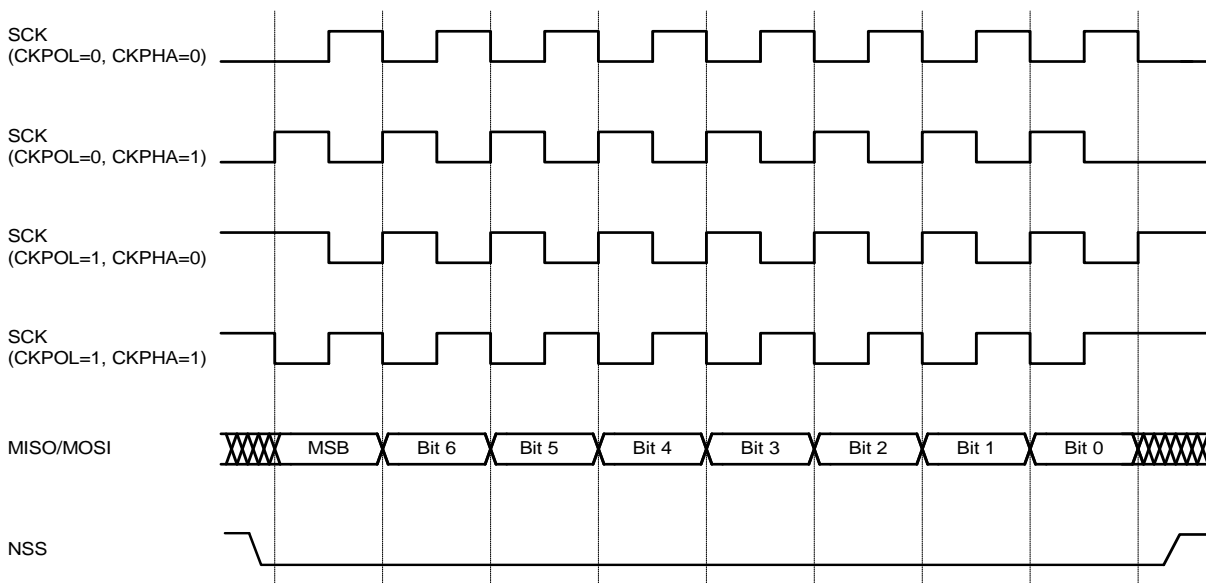 SCK
(CKPOL=0, CKPHA=0)
SCK
(CKPOL=0, CKPHA=1)
SCK
(CKPOL=1, CKPHA=0)
SCK
(CKPOL=1, CKPHA=1)
MISO/MOSI
MSB
Bit 6
Bit 5
Bit 4
Bit 3
Bit 2
Bit 1
Bit 0
NSS